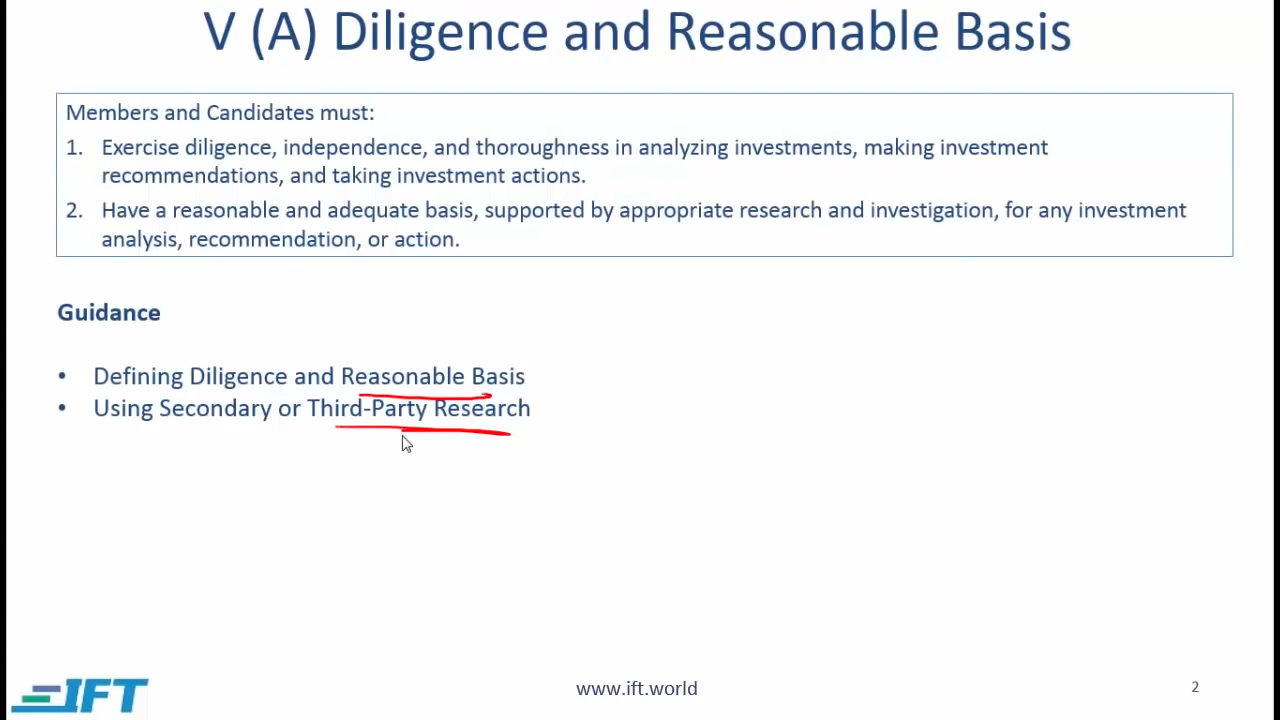 V (A) Diligence and Reasonable Basis
Members and Candidates must:
1. Exercise diligence, independence, and thoroughness in analyzing investments, making investment
recommendations, and taking investment actions.
2. Have a reasonable and adequate basis, supported by appropriate research and investigation, for any investment
analysis, recommendation, or action.
Guidance
• Defining Diligence and Reasonable Basis
• Using Secondary or Third-Party Research
IFT
www.ift.world
2